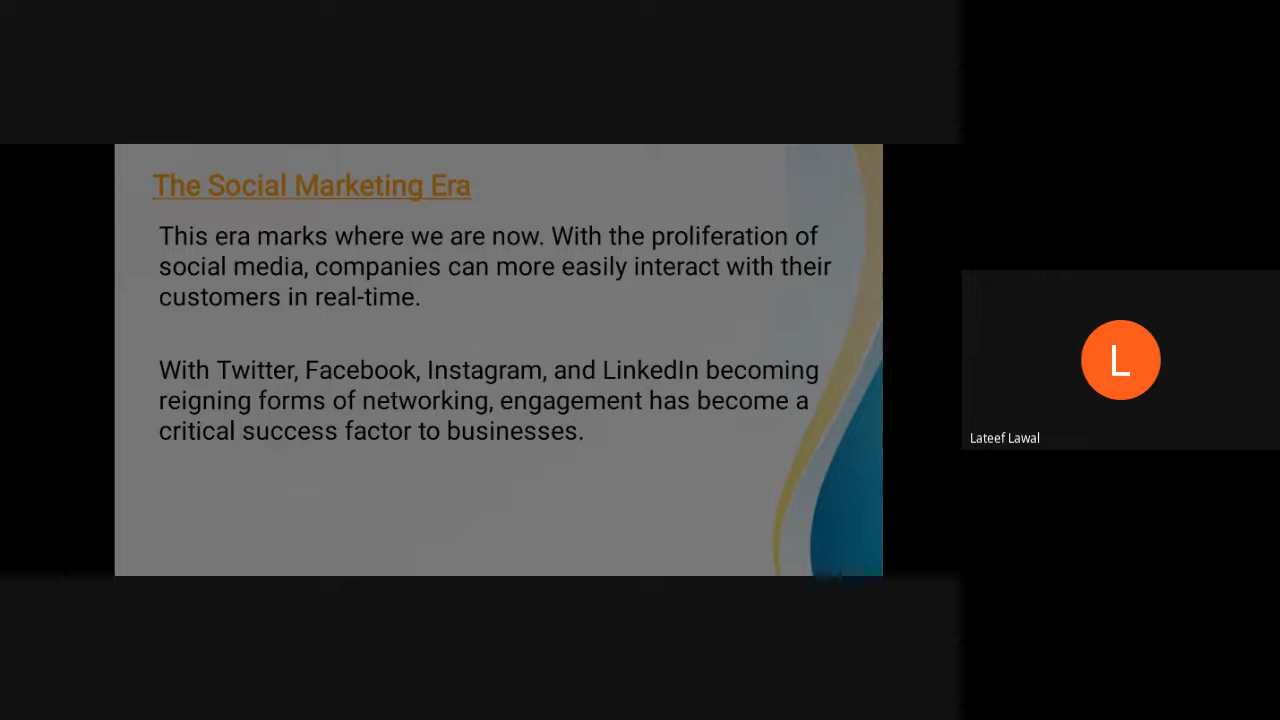 The Social Marketing Era
This era marks where we are now. With the proliferation of
social media, companies can more easily interact with their
customers in real-time.
With Twitter, Facebook, Instagram, and LinkedIn becoming
reigning forms of networking, engagement has become a
critical success factor to businesses.
L
Lateef Lawal